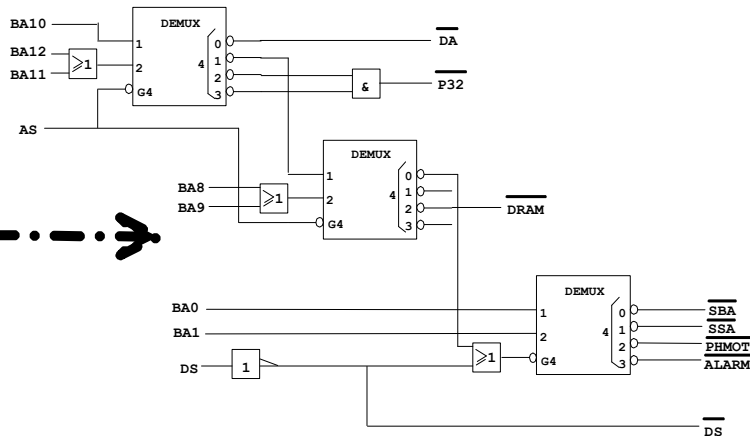 BA10
BA12
BA11
≥1
DEMUX
1
2
G4
4
0
1
2
3
DA
&
P32
AS
BA8
BA9
≥1
DEMUX
1
2
G4
4
0
1
2
3
DRAM
BA0
BA1
DS
1
≥1
DEMUX
1
2
G4
4
0
1
2
3
SBA
SSA
PHMOT
ALARM
DS